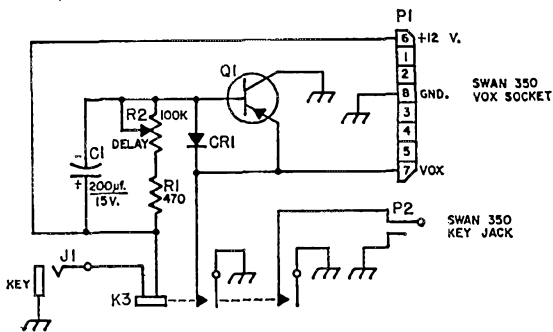 P1
6 +12 V.
1
2
8 GND.
3
4
5
7 VOX
SWAN 350
VOX SOCKET
Q1
R2 100K
DELAY
CR1
C1
-
+
200µf.
15V.
R1
470
P2
SWAN 350
KEY JACK
J1
KEY
K3